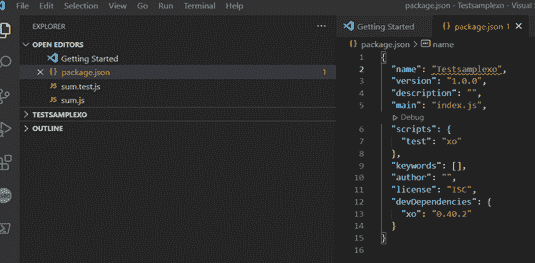 File Edit Selection View Go Run Terminal Help package.json - Testsamplexo - Visual S
EXPLORER
OPEN EDITORS
Getting Started
package.json 1
sum.test.js
sum.js
TESTSAMPLEXO
OUTLINE
Getting Started
package.json 1
package.json > name
1 {
2 "name": "Testsamplexo",
3 "version": "1.0.0",
4 "description": "",
5 "main": "index.js",
Debug
6 "scripts": {
7 "test": "xo"
8 },
9 "keywords": [],
10 "author": "",
11 "license": "ISC",
12 "devDependencies": {
13 "xo": "0.40.2"
14 }
15 }
16